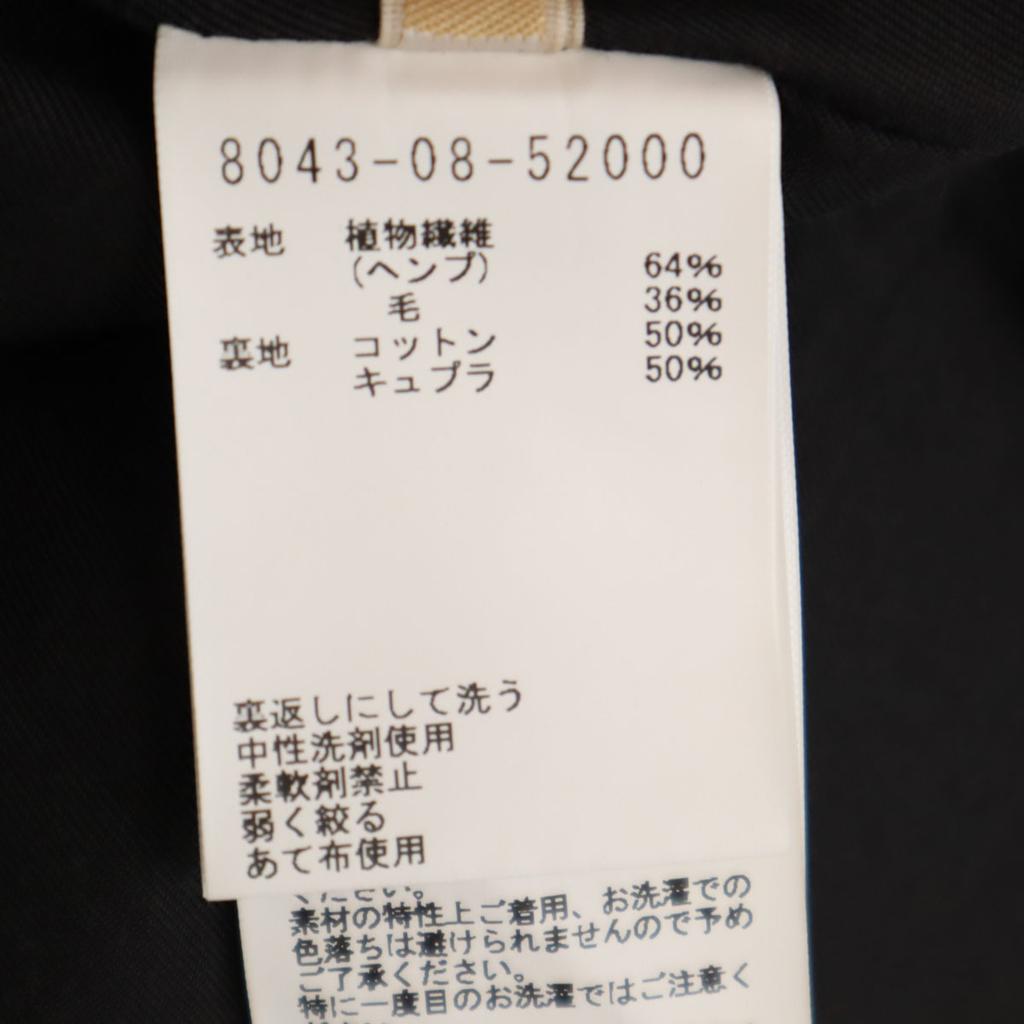 8043-08-52000
表地 植物繊維
(ヘンプ) 64%
毛 36%
裏地 コットン 50%
キュプラ 50%
裏返しにして洗う
中性洗剤使用
柔軟剤禁止
弱く絞る
あて布使用
ください。
素材の特性上ご着用、お洗濯での
色落ちは避けられませんので予め
ご了承ください。
特に一度目のお洗濯ではご注意く